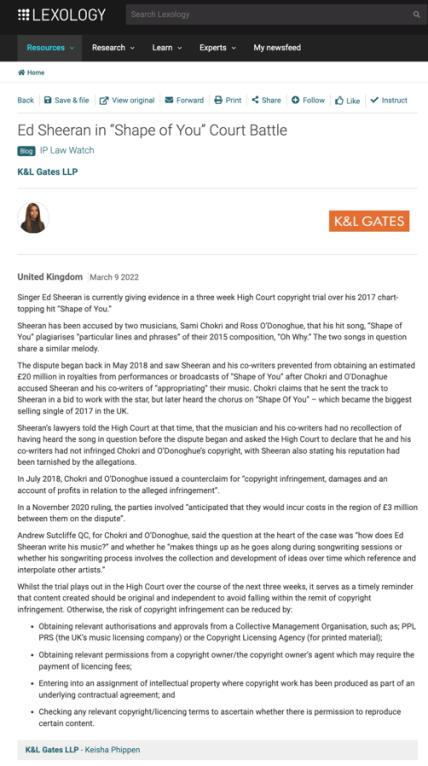 LEXOLOGY
Search Lexology
Resources
Research
Learn
Experts
My newsfeed
Home
Back
Save & file
View original
Forward
Print
Share
Follow
Like
Instruct
Ed Sheeran in "Shape of You" Court Battle
Blog IP Law Watch
K&L Gates LLP
K&L GATES
United Kingdom March 9 2022
Singer Ed Sheeran is currently giving evidence in a three week High Court copyright trial over his 2017 chart-
topping hit "Shape of You."
Sheeran has been accused by two musicians, Sami Chokri and Ross O'Donoghue, that his hit song, "Shape of
You" plagiarises "particular lines and phrases" of their 2015 composition, "Oh Why." The two songs in question
share a similar melody.
The dispute began back in May 2018 and saw Sheeran and his co-writers prevented from obtaining an estimated
£20 million in royalties from performances or broadcasts of "Shape of You" after Chokri and O'Donaghue
accused Sheeran and his co-writers of "appropriating" their music. Chokri claims that he sent the track to
Sheeran in a bid to work with the star, but later heard the chorus on "Shape Of You" – which became the biggest
selling single of 2017 in the UK.
Sheeran's lawyers told the High Court at that time, that the musician and his co-writers had no recollection of
having heard the song in question before the dispute began and asked the High Court to declare that he and his
co-writers had not infringed Chokri and O'Donoghue's copyright, with Sheeran also stating his reputation had
been tarnished by the allegations.
In July 2018, Chokri and O'Donoghue issued a counterclaim for "copyright infringement, damages and an
account of profits in relation to the alleged infringement".
In a November 2020 ruling, the parties involved "anticipated that they would incur costs in the region of £3 million
between them on the dispute".
Andrew Sutcliffe QC, for Chokri and O'Donoghue, said the question at the heart of the case was "how does Ed
Sheeran write his music?" and whether he "makes things up as he goes along during songwriting sessions or
whether his songwriting process involves the collection and development of ideas over time which reference and
interpolate other artists."
Whilst the trial plays out in the High Court over the course of the next three weeks, it serves as a timely reminder
that content created should be original and independent to avoid falling within the remit of copyright
infringement. Otherwise, the risk of copyright infringement can be reduced by:
• Obtaining relevant authorisations and approvals from a Collective Management Organisation, such as; PPL
PRS (the UK's music licensing company) or the Copyright Licensing Agency (for printed material);
• Obtaining relevant permissions from a copyright owner/the copyright owner's agent which may require the
payment of licencing fees;
• Entering into an assignment of intellectual property where copyright work has been produced as part of an
underlying contractual agreement; and
• Checking any relevant copyright/licencing terms to ascertain whether there is permission to reproduce
certain content.
K&L Gates LLP - Keisha Phippen